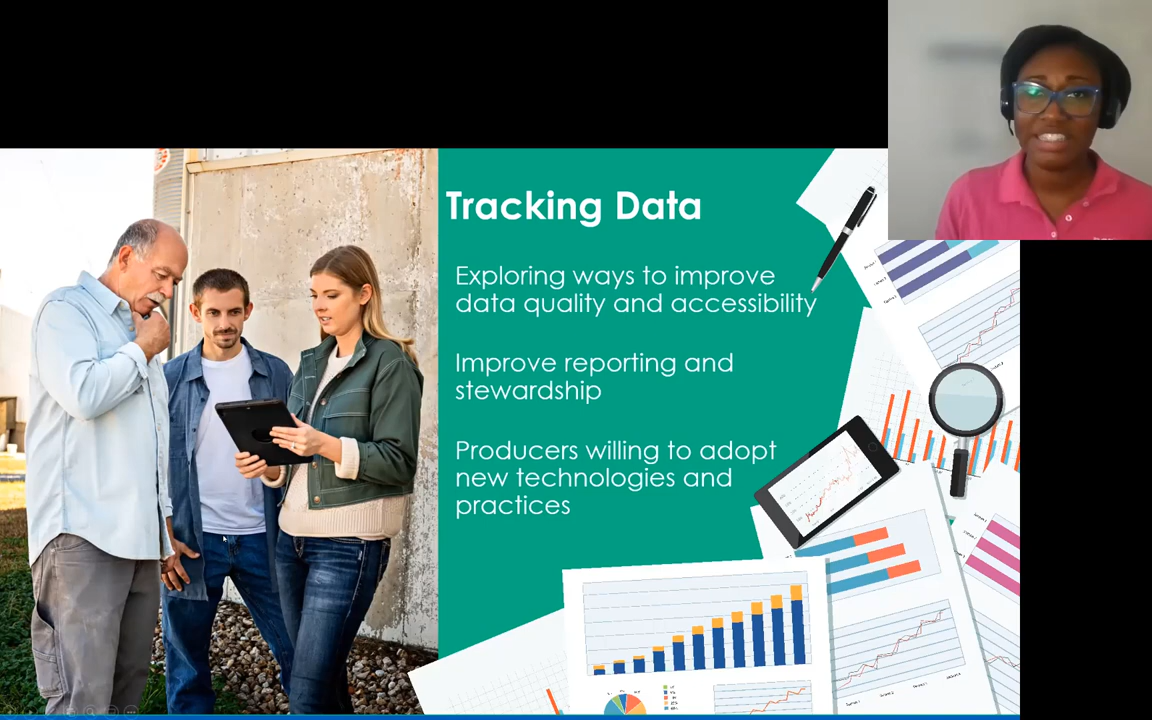 Tracking Data
Exploring ways to improve
data quality and accessibility
Improve reporting and
stewardship
Producers willing to adopt
new technologies and
practices